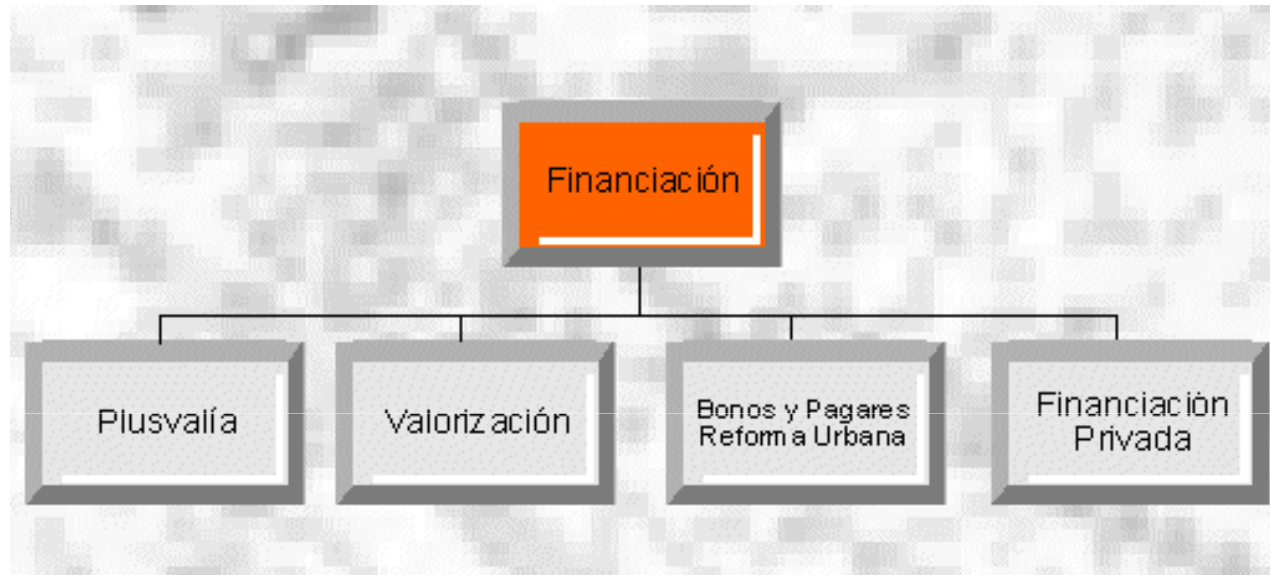 Financiación
Plusvalía
Valorización
Bonos y Pagares
Reforma Urbana
Financiación
Privada